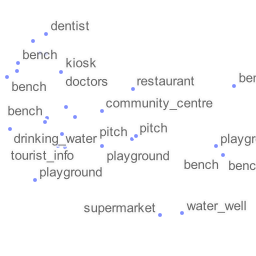 dentist
bench
kiosk
doctors
restaurant
ber
bench
bench
community_centre
pitch
pitch
drinking_water
playgr
tourist_info
playground
bench
benc
playground
supermarket
water_well